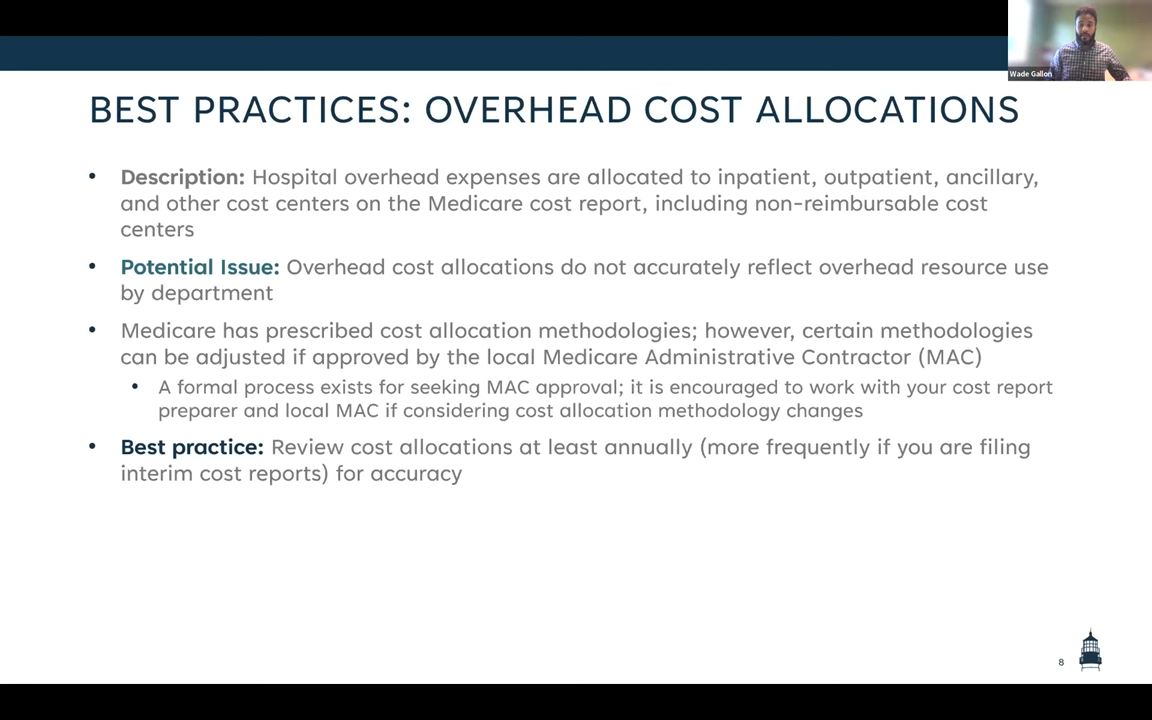 Wade Gallon
BEST PRACTICES: OVERHEAD COST ALLOCATIONS
• Description: Hospital overhead expenses are allocated to inpatient, outpatient, ancillary,
and other cost centers on the Medicare cost report, including non-reimbursable cost
centers
• Potential Issue: Overhead cost allocations do not accurately reflect overhead resource use
by department
• Medicare has prescribed cost allocation methodologies; however, certain methodologies
can be adjusted if approved by the local Medicare Administrative Contractor (MAC)
• A formal process exists for seeking MAC approval; it is encouraged to work with your cost report
preparer and local MAC if considering cost allocation methodology changes
• Best practice: Review cost allocations at least annually (more frequently if you are filing
interim cost reports) for accuracy
8